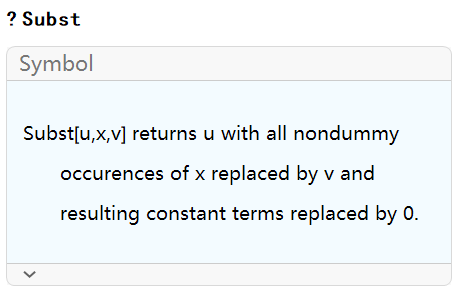 ? Subst
Symbol
Subst[u,x,v] returns u with all nondummy
occurences of x replaced by v and
resulting constant terms replaced by 0.